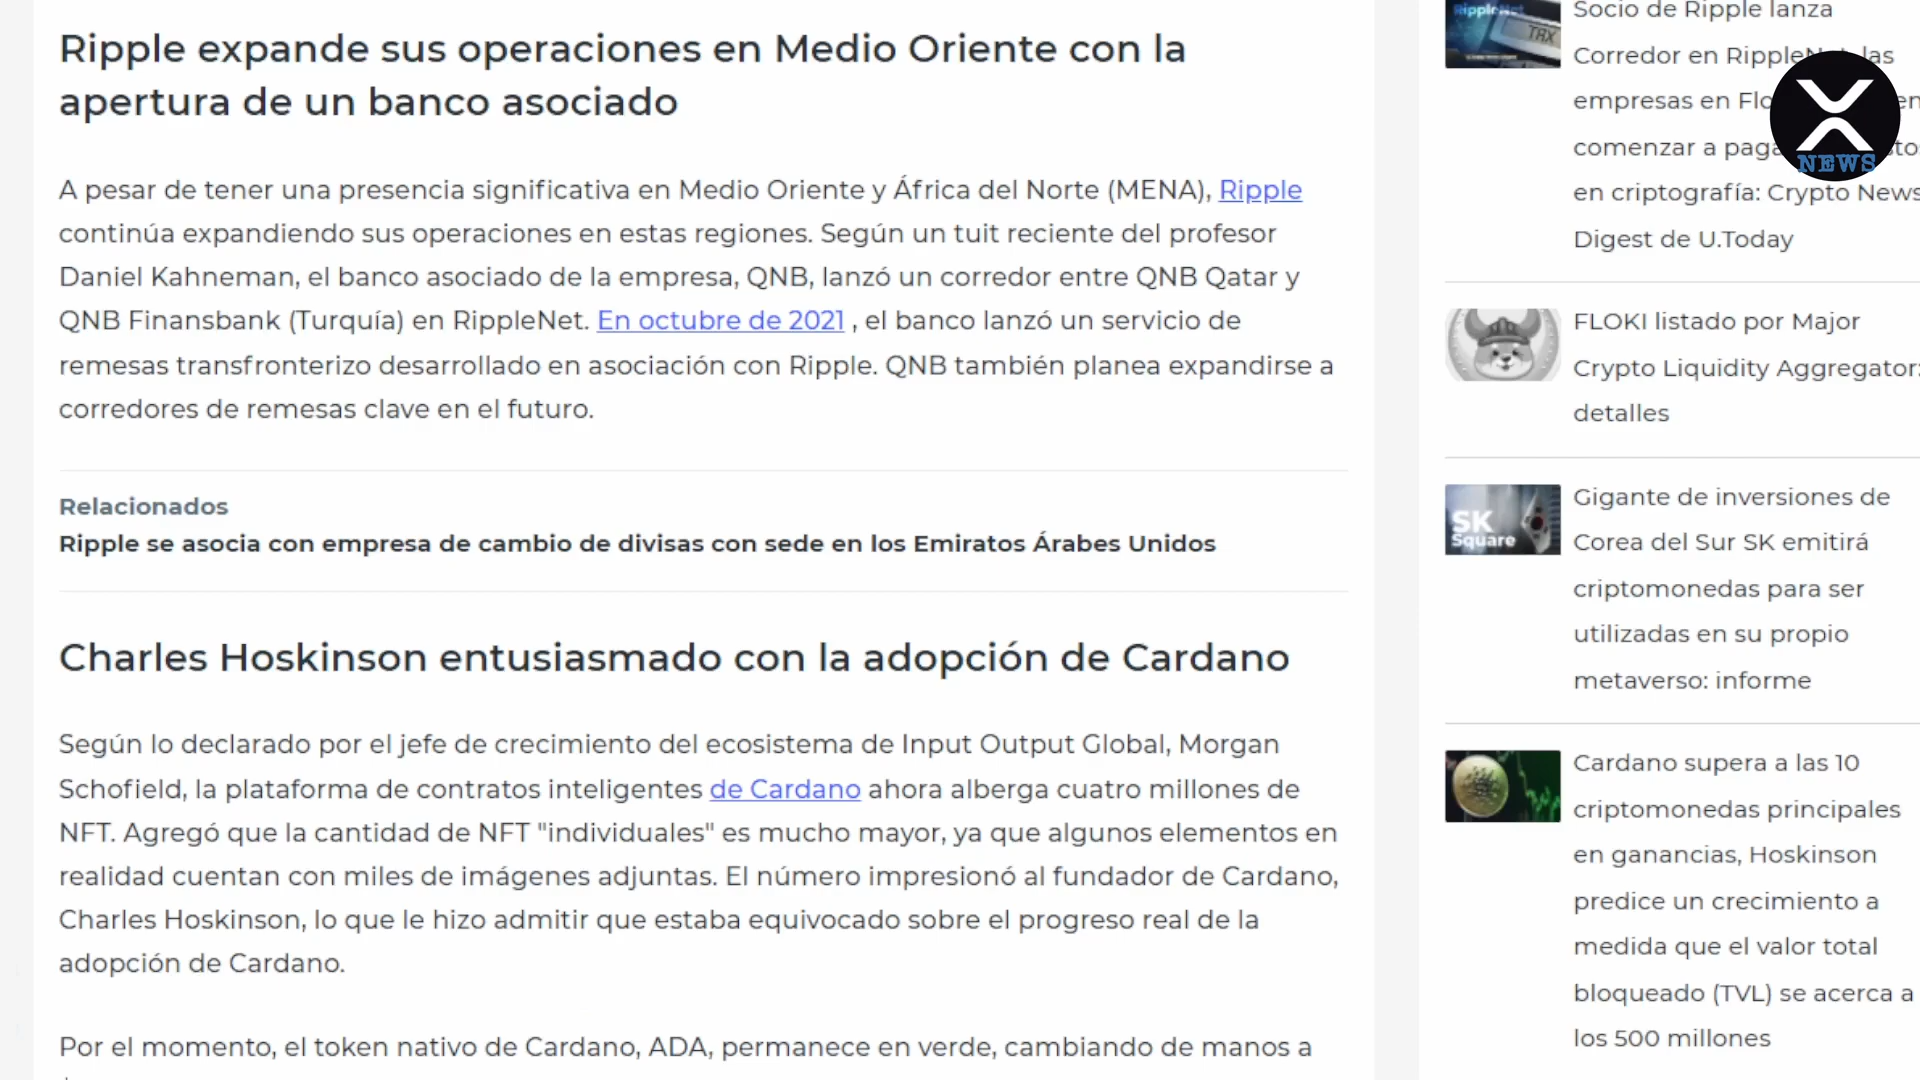 Ripple expande sus operaciones en Medio Oriente con la
apertura de un banco asociado
A pesar de tener una presencia significativa en Medio Oriente y África del Norte (MENA), Ripple
continúa expandiendo sus operaciones en estas regiones. Según un tuit reciente del profesor
Daniel Kahneman, el banco asociado de la empresa, QNB, lanzó un corredor entre QNB Qatar y
QNB Finansbank (Turquía) en RippleNet. En octubre de 2021 , el banco lanzó un servicio de
remesas transfronterizo desarrollado en asociación con Ripple. QNB también planea expandirse a
corredores de remesas clave en el futuro.
Relacionados
Ripple se asocia con empresa de cambio de divisas con sede en los Emiratos Árabes Unidos
Charles Hoskinson entusiasmado con la adopción de Cardano
Según lo declarado por el jefe de crecimiento del ecosistema de Input Output Global, Morgan
Schofield, la plataforma de contratos inteligentes de Cardano ahora alberga cuatro millones de
NFT. Agregó que la cantidad de NFT "individuales" es mucho mayor, ya que algunos elementos en
realidad cuentan con miles de imágenes adjuntas. El número impresionó al fundador de Cardano,
Charles Hoskinson, lo que le hizo admitir que estaba equivocado sobre el progreso real de la
adopción de Cardano.
Por el momento, el token nativo de Cardano, ADA, permanece en verde, cambiando de manos a
RippleNet
TAX
Socio de Ripple lanza
Corredor en RippleNet, las
empresas en
comenzar a
en criptografía: Crypto News
Digest de U.Today
NEWS
FLOKI listado por Major
Crypto Liquidity Aggregator:
detalles
SK
Square
Gigante de inversiones de
Corea del Sur SK emitirá
criptomonedas para ser
utilizadas en su propio
metaverso: informe
Cardano supera a las 10
criptomonedas principales
en ganancias, Hoskinson
predice un crecimiento a
medida que el valor total
bloqueado (TVL) se acerca a
los 500 millones